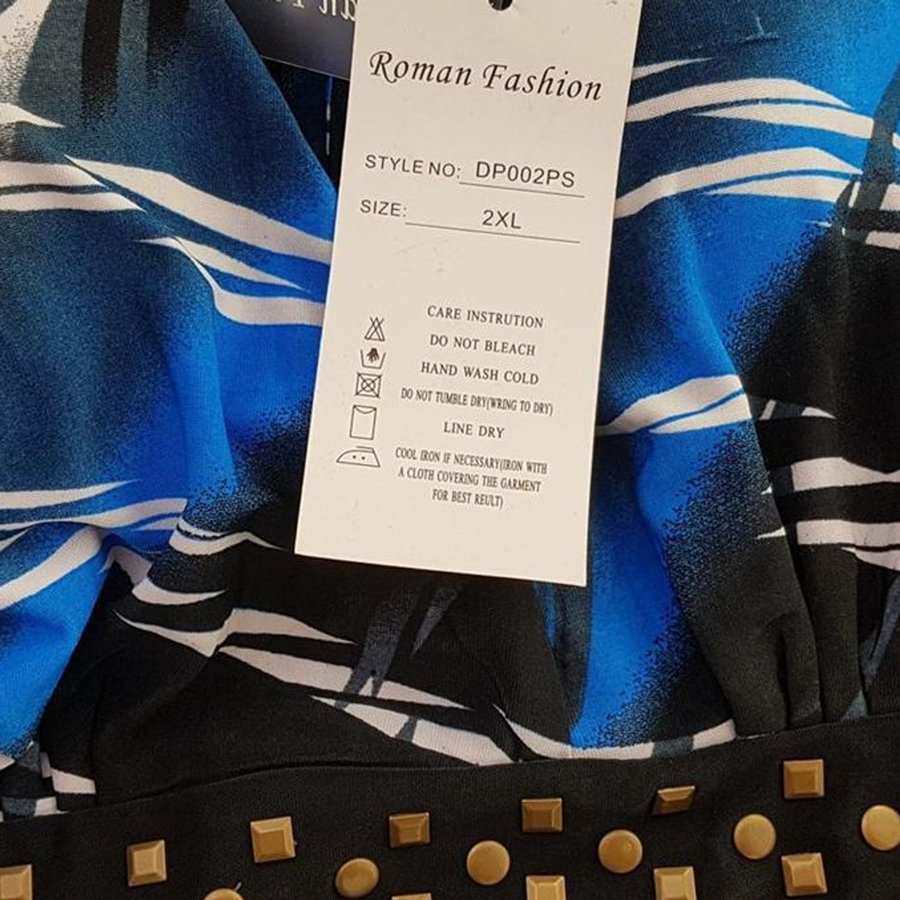 Roman Fashion
STYLE NO: DP002PS
SIZE: 2XL
CARE INSTRUTION
DO NOT BLEACH
HAND WASH COLD
DO NOT TUMBLE DRY(WRING TO DRY)
LINE DRY
COOL IRON IF NECESSARY(IRON WITH
A CLOTH COVERING THE GARMENT
FOR BEST REULT)